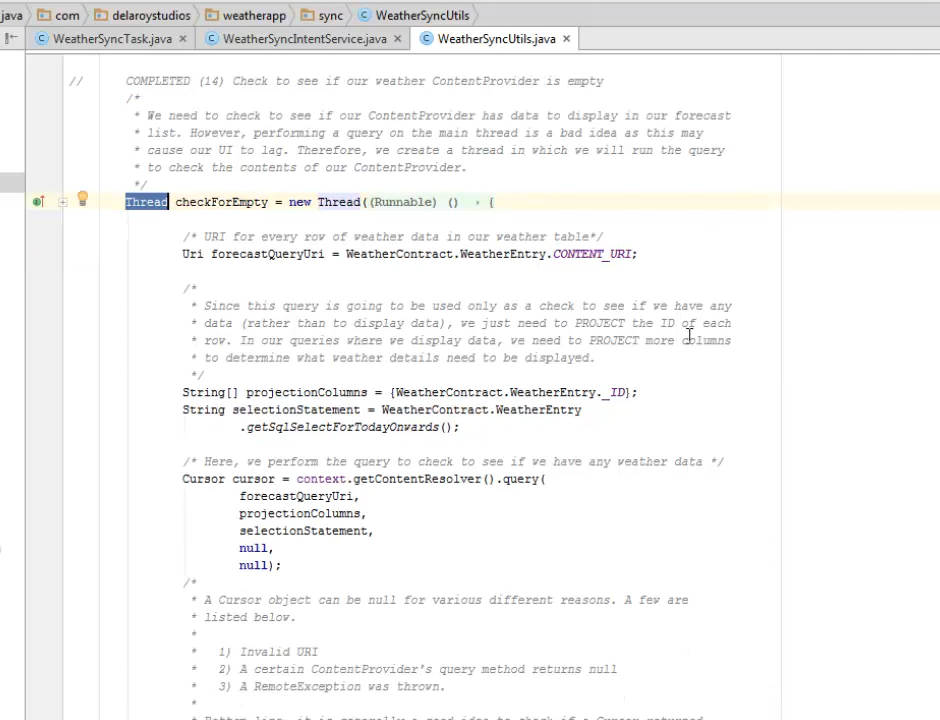 java com delaroystudios weatherapp sync WeatherSyncUtils
WeatherSyncTask.java WeatherSyncIntentService.java WeatherSyncUtils.java
// COMPLETED (14) Check to see if our weather ContentProvider is empty
/*
* We need to check to see if our ContentProvider has data to display in our forecast
* list. However, performing a query on the main thread is a bad idea as this may
* cause our UI to lag. Therefore, we create a thread in which we will run the query
* to check the contents of our ContentProvider.
*/
Thread checkForEmpty = new Thread((Runnable) () → {
/* URI for every row of weather data in our weather table*/
Uri forecastQueryUri = WeatherContract.WeatherEntry.CONTENT_URI;
/*
* Since this query is going to be used only as a check to see if we have any
* data (rather than to display data), we just need to PROJECT the ID of each
* row. In our queries where we display data, we need to PROJECT more columns
* to determine what weather details need to be displayed.
*/
String[] projectionColumns = {WeatherContract.WeatherEntry._ID};
String selectionStatement = WeatherContract.WeatherEntry
.getSqlSelectForTodayOnwards();
/* Here, we perform the query to check to see if we have any weather data */
Cursor cursor = context.getContentResolver().query(
forecastQueryUri,
projectionColumns,
selectionStatement,
null,
null);
/*
* A Cursor object can be null for various different reasons. A few are
* listed below.
*
* 1) Invalid URI
* 2) A certain ContentProvider's query method returns null
* 3) A RemoteException was thrown.
*